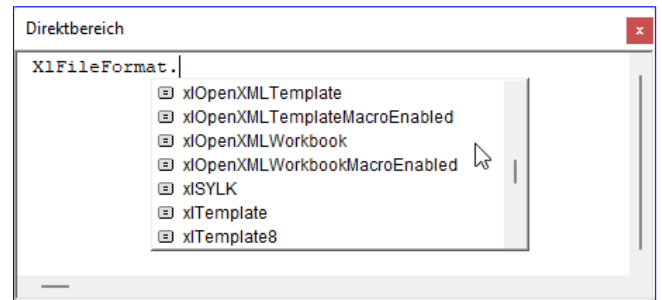 Direktbereich
x
XlFileFormat.
xlOpenXMLTemplate
xlOpenXMLTemplateMacroEnabled
xlOpenXMLWorkbook
xlOpenXMLWorkbookMacroEnabled
xlSYLK
xlTemplate
xlTemplate8